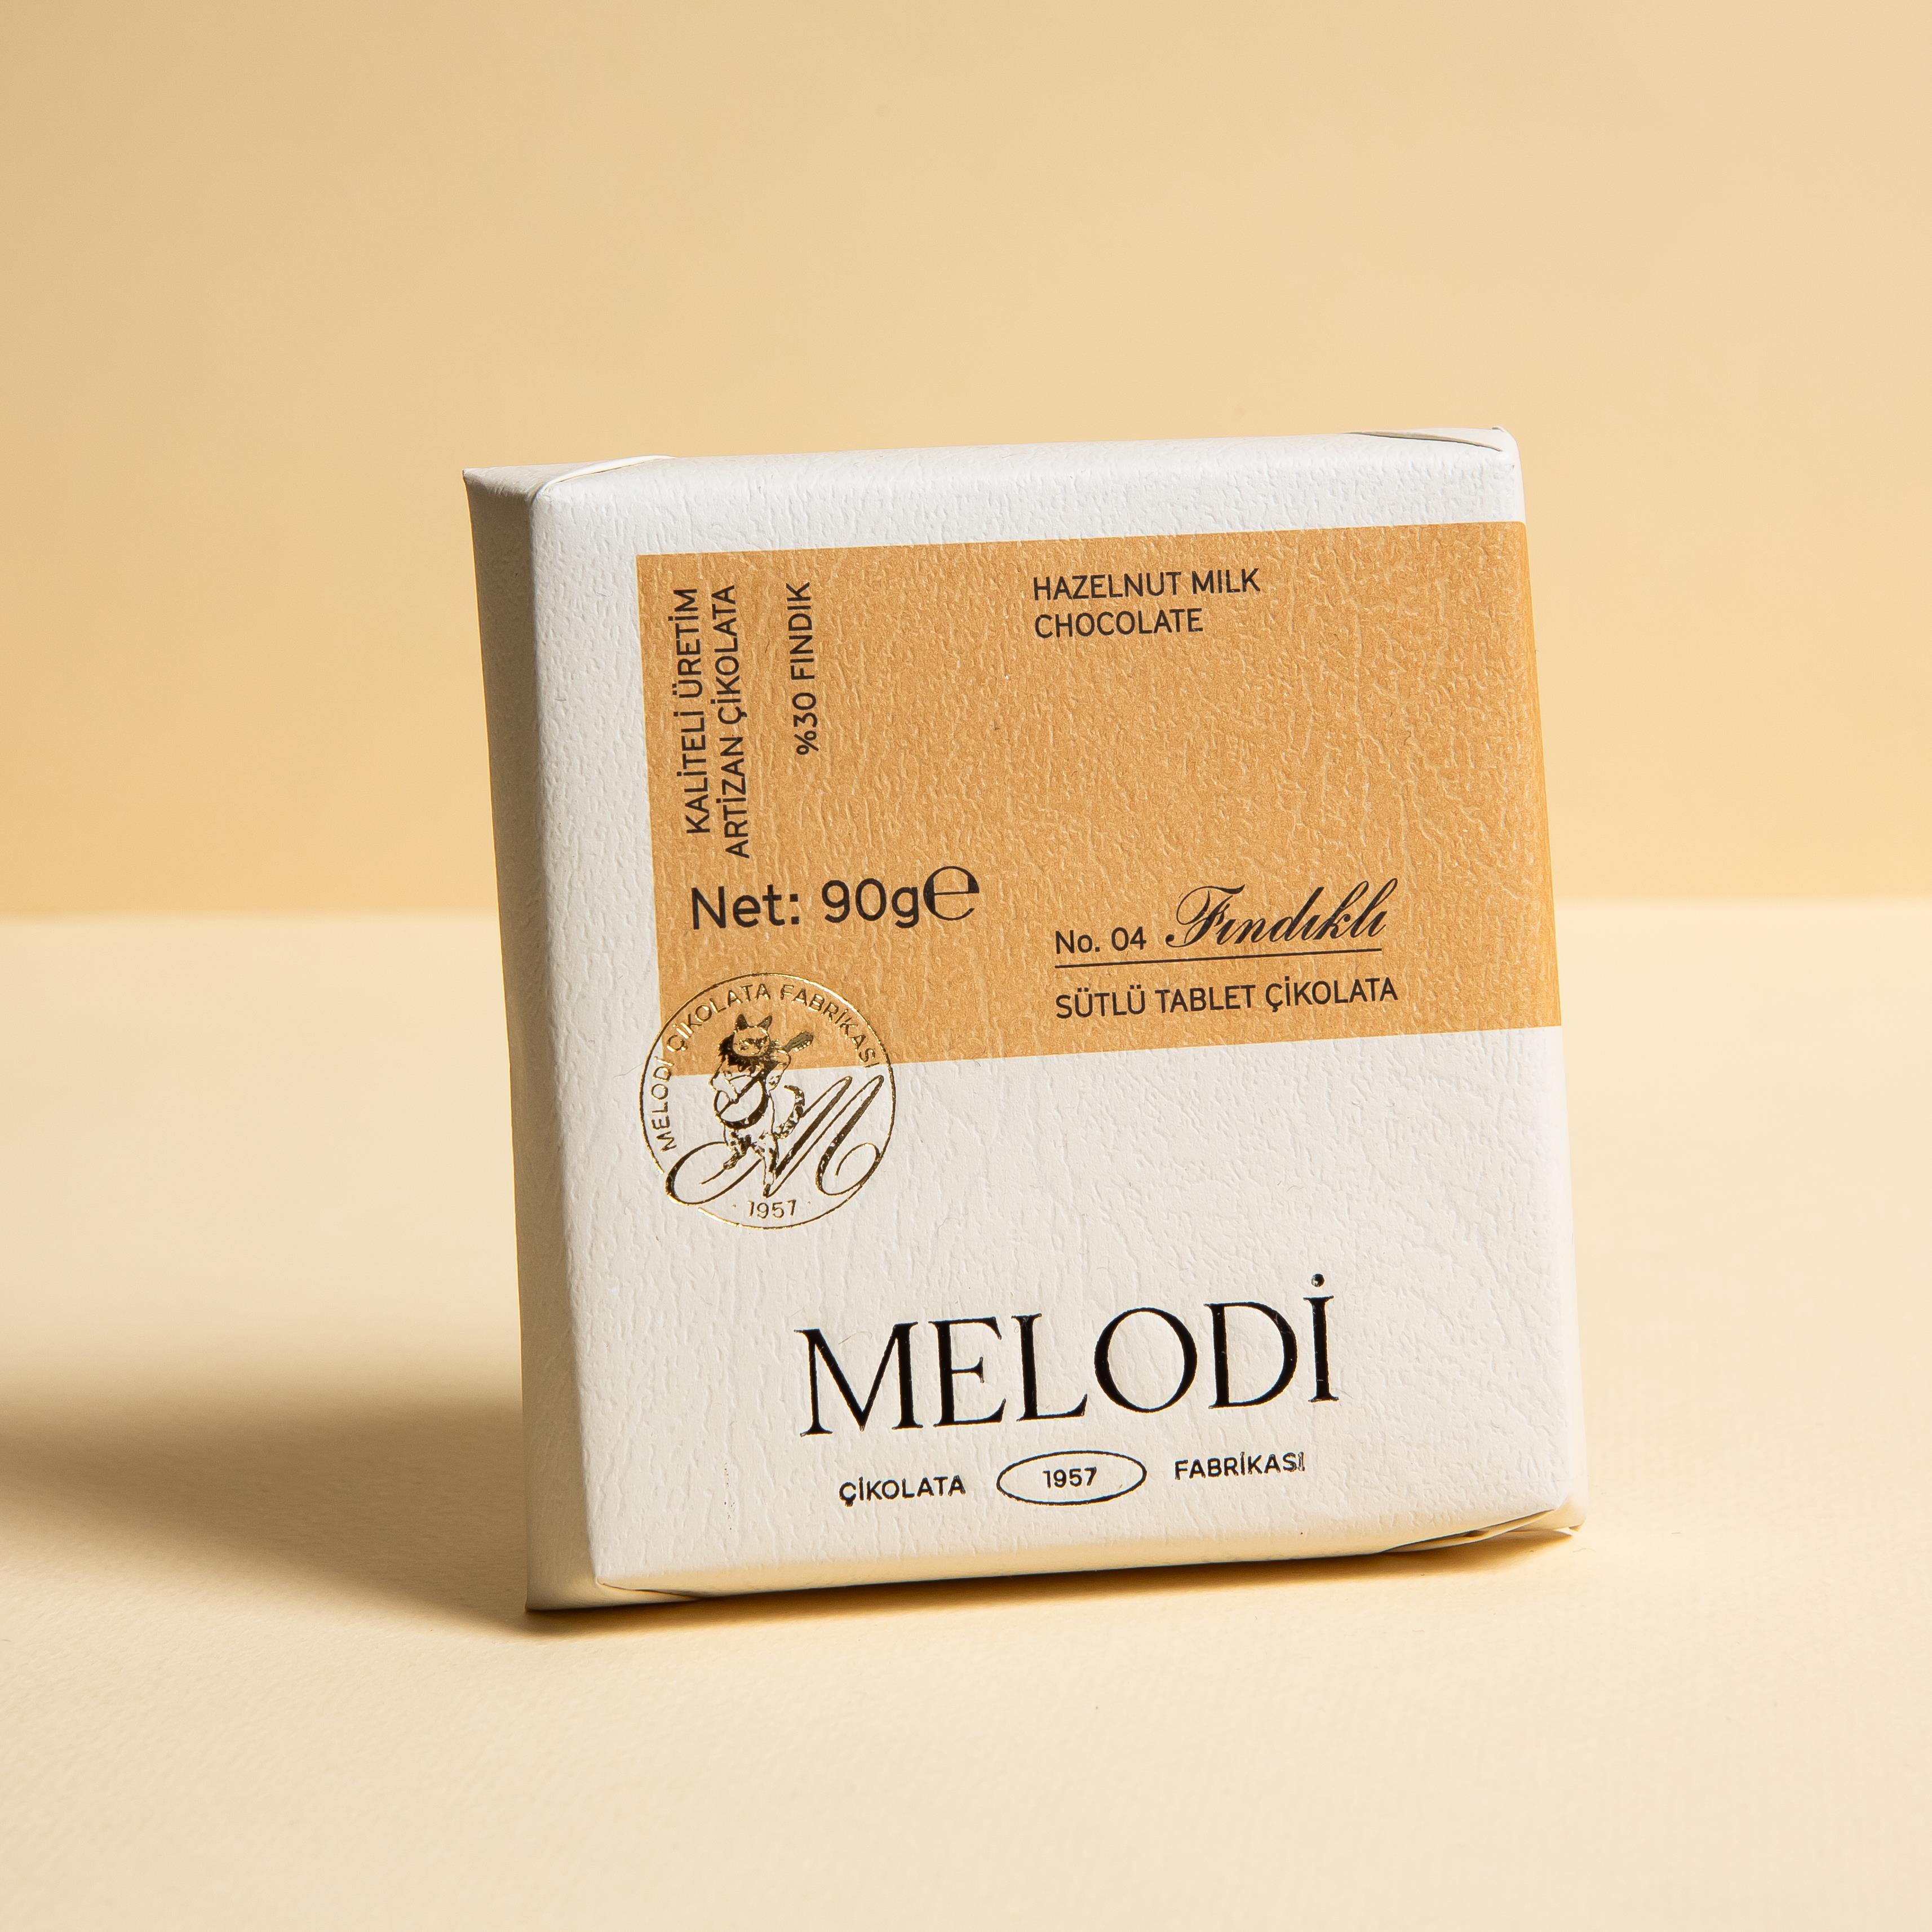 KALİTELİ ÜRETİM
ARTİZAN ÇİKOLATA
%30 FINDIK
HAZELNUT MILK
CHOCOLATE
Net: 90g℮
No. 04 Fındıklı
SÜTLÜ TABLET ÇİKOLATA
MELODİ ÇİKOLATA FABRİKASI
M
1957
MELODİ
ÇİKOLATA 1957 FABRİKASI